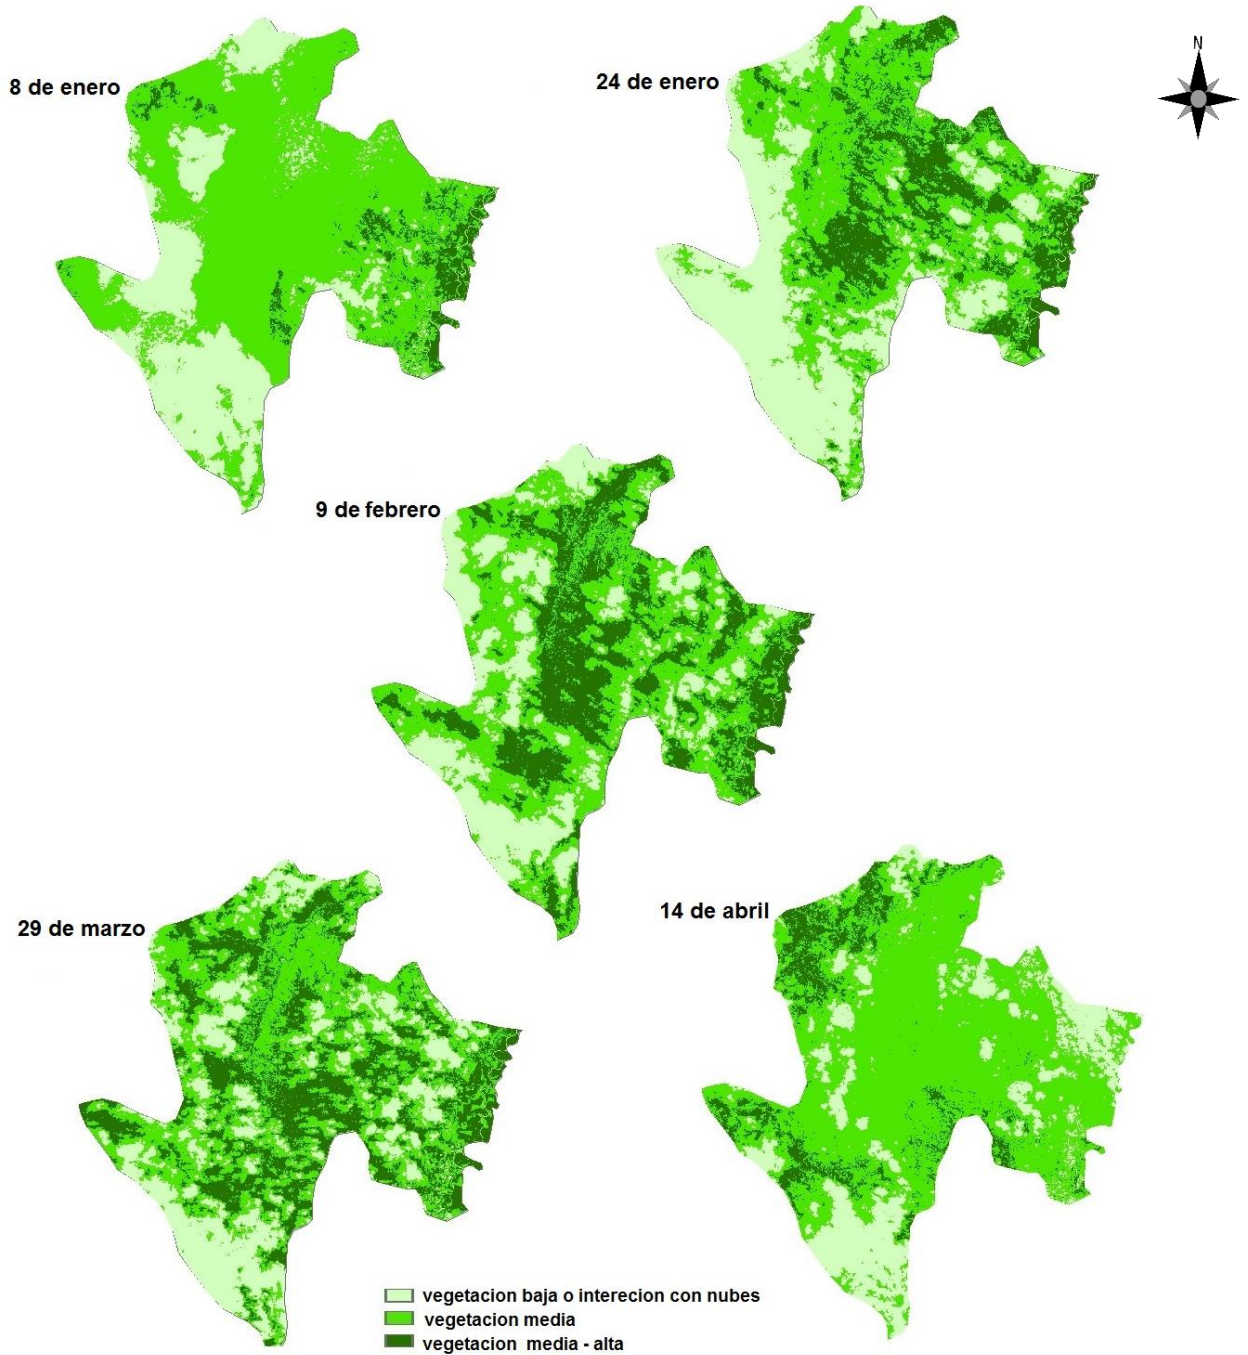 N
8 de enero
24 de enero
9 de febrero
29 de marzo
14 de abril
vegetacion baja o interecion con nubes
vegetacion media
vegetacion media - alta